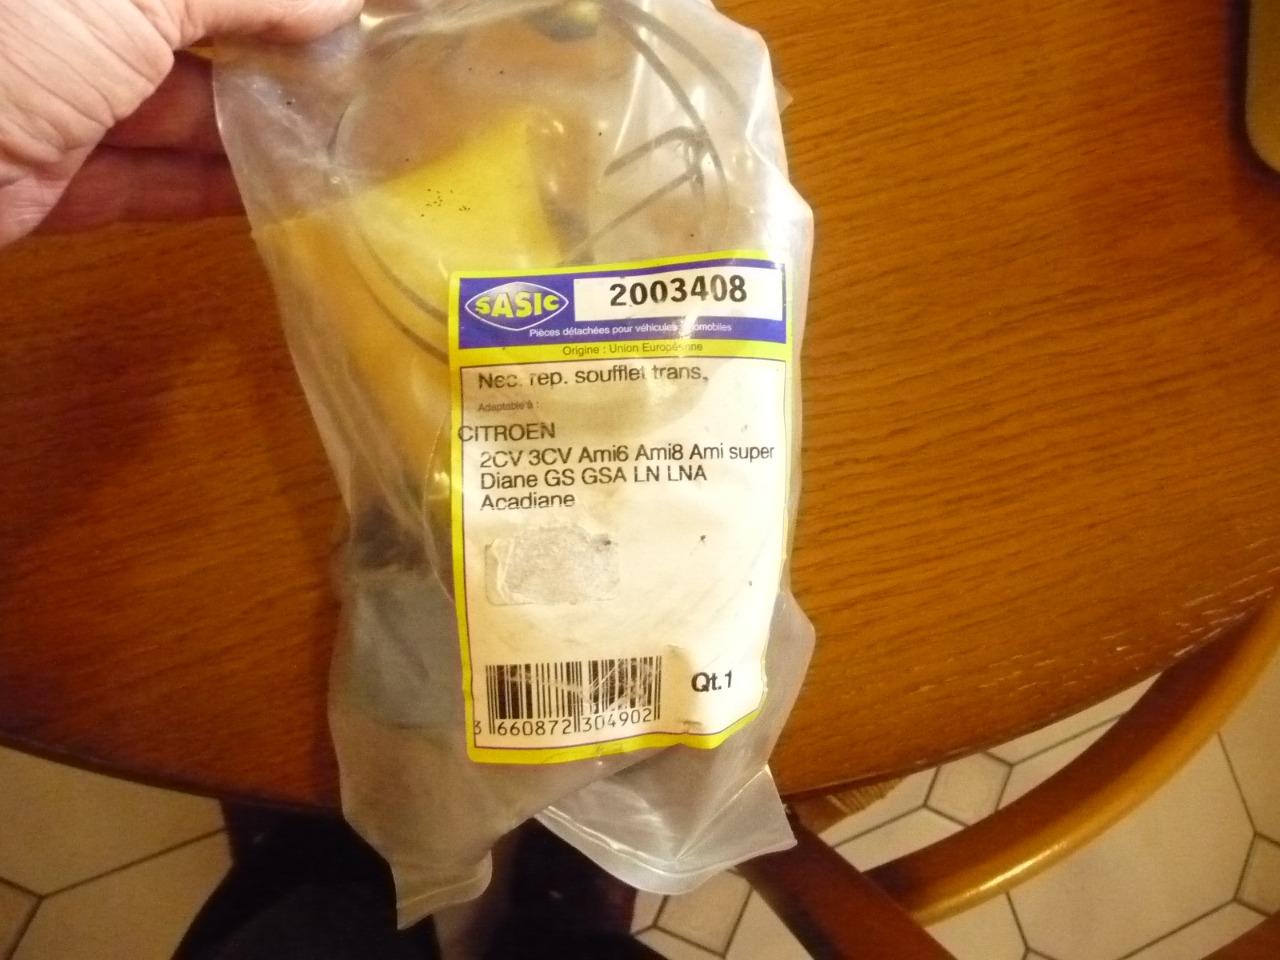 SASIC
2003408
Pièces détachées pour véhicules automobiles
Origine : Union Européenne
Nec. rep. soufflet trans.
Adaptable à :
CITROEN
2CV 3CV Ami6 Ami8 Ami super
Diane GS GSA LN LNA
Acadiane
Qt.1
3 660872 304902